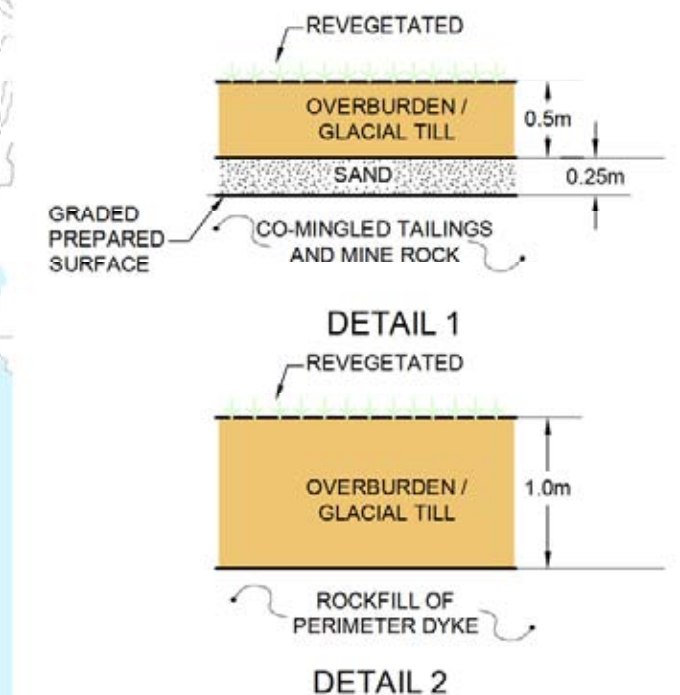 REVEGETATED
OVERBURDEN /
GLACIAL TILL
0.5m
SAND
0.25m
GRADED
PREPARED
SURFACE
CO-MINGLED TAILINGS
AND MINE ROCK
DETAIL 1
REVEGETATED
OVERBURDEN /
GLACIAL TILL
1.0m
ROCKFILL OF
PERIMETER DYKE
DETAIL 2